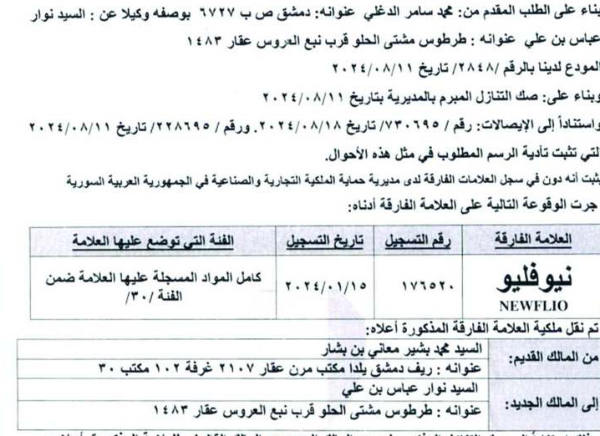 بناء على الطلب المقدم من: محمد سامر الدغلي عنوانه: دمشق ص ب ٦٧٢٧ بوصفه وكيلا عن : السيد نوار
عباس بن علي عنوانه : طرطوس مشتى الحلو قرب نبع العروس عقار ١٤٨٣
المودع لدينا بالرقم /٢٨٤٨/ تاريخ ٢٠٢٤/٠٨/١١
وبناء على: صك التنازل المبرم بالمديرية بتاريخ ٢٠٢٤/٠٨/١١
واستناداً إلى الإيصالات: رقم /٧٣٠٦٩٥/ تاريخ ٢٠٢٤/٠٨/١٨. ورقم /٢٢٨٦٩٥/ تاريخ ٢٠٢٤/٠٨/١١
التي تثبت تأدية الرسم المطلوب في مثل هذه الأحوال.
يثبت أنه دون في سجل العلامات الفارقة لدى مديرية حماية الملكية التجارية والصناعية في الجمهورية العربية السورية
جرت الوقوعة التالية على العلامة الفارقة أدناه:
العلامة الفارقة رقم التسجيل تاريخ التسجيل الفئة التي توضع عليها العلامة
نيوفليو ١٧٦٥٢٠ ٢٠٢٤/٠١/١٥ كامل المواد المسجلة عليها العلامة ضمن
NEWFLIO الفئة /٣٠/
تم نقل ملكية العلامة الفارقة المذكورة أعلاه:
من المالك القديم: السيد محمد بشير معاني بن بشار
عنوانه : ريف دمشق يلدا مكتب مرن عقار ٢١٠٧ غرفة ١٠٢ مكتب ٣٠
إلى المالك الجديد: السيد نوار عباس بن علي
عنوانه : طرطوس مشتى الحلو قرب نبع العروس عقار ١٤٨٣